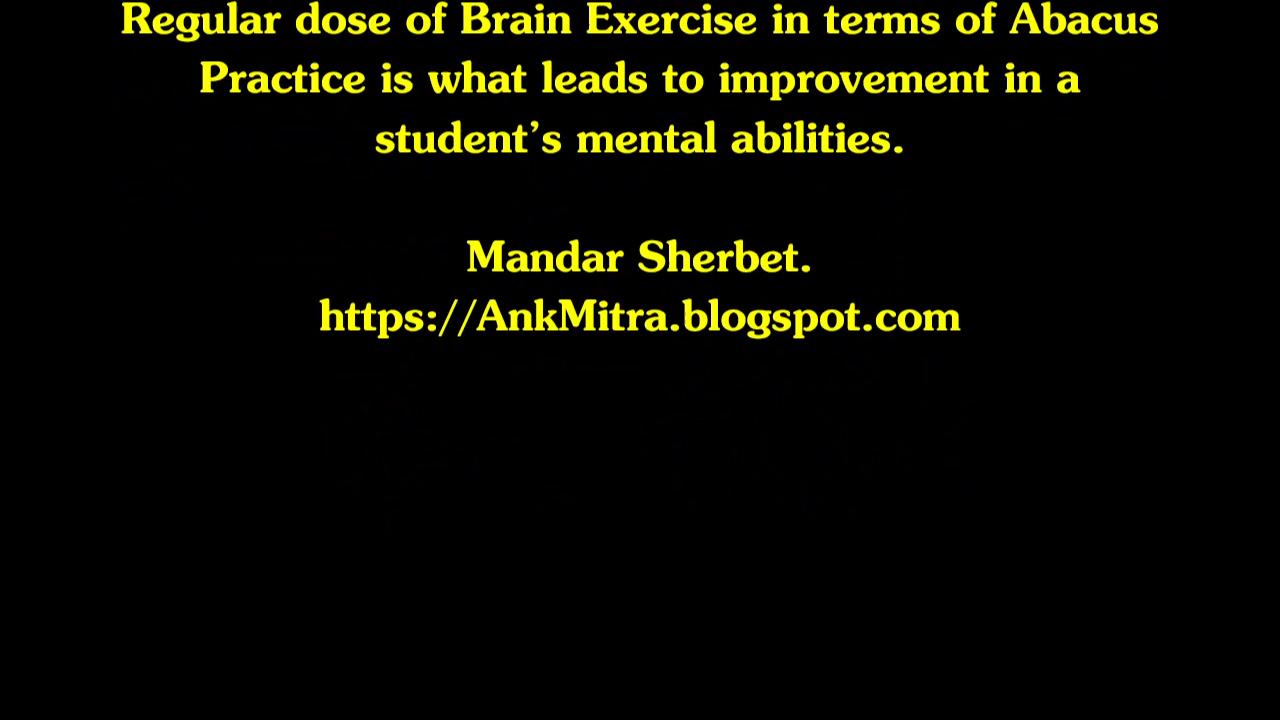 Regular dose of Brain Exercise in terms of Abacus
Practice is what leads to improvement in a
student’s mental abilities.
Mandar Sherbet.
https://AnkMitra.blogspot.com